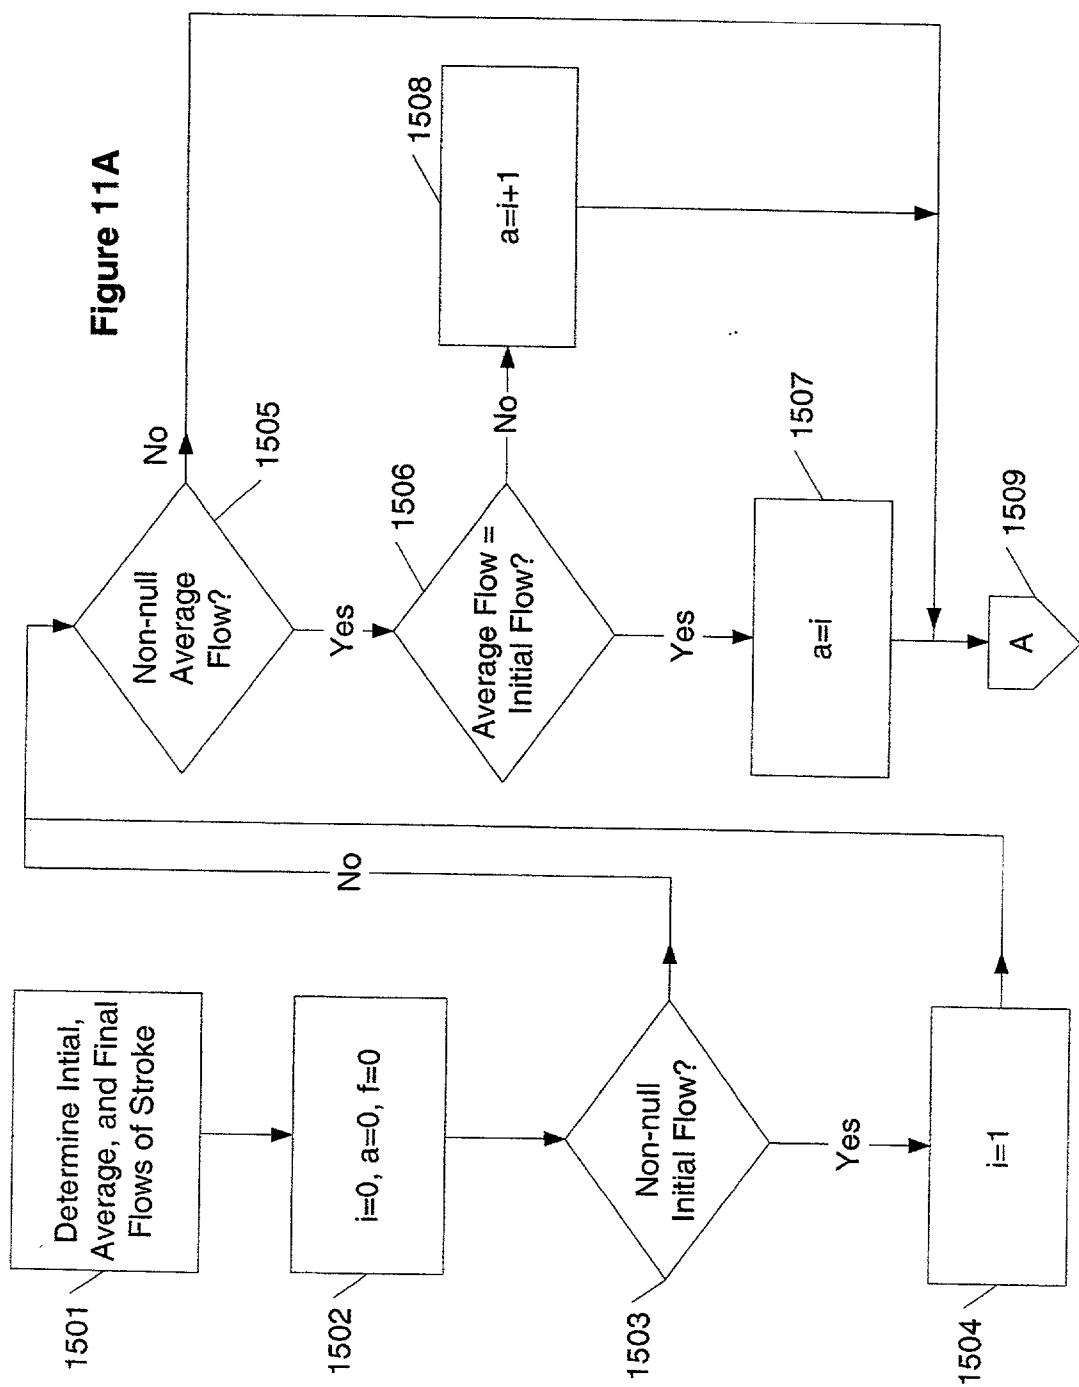 Figure 11A
Determine Intial,
Average, and Final
Flows of Stroke
1501
i=0, a=0, f=0
1502
Non-null
Initial Flow?
1503
No
Yes
i=1
1504
Non-null
Average
Flow?
1505
No
Yes
Average Flow =
Initial Flow?
1506
No
a=i+1
1508
Yes
a=i
1507
A
1509